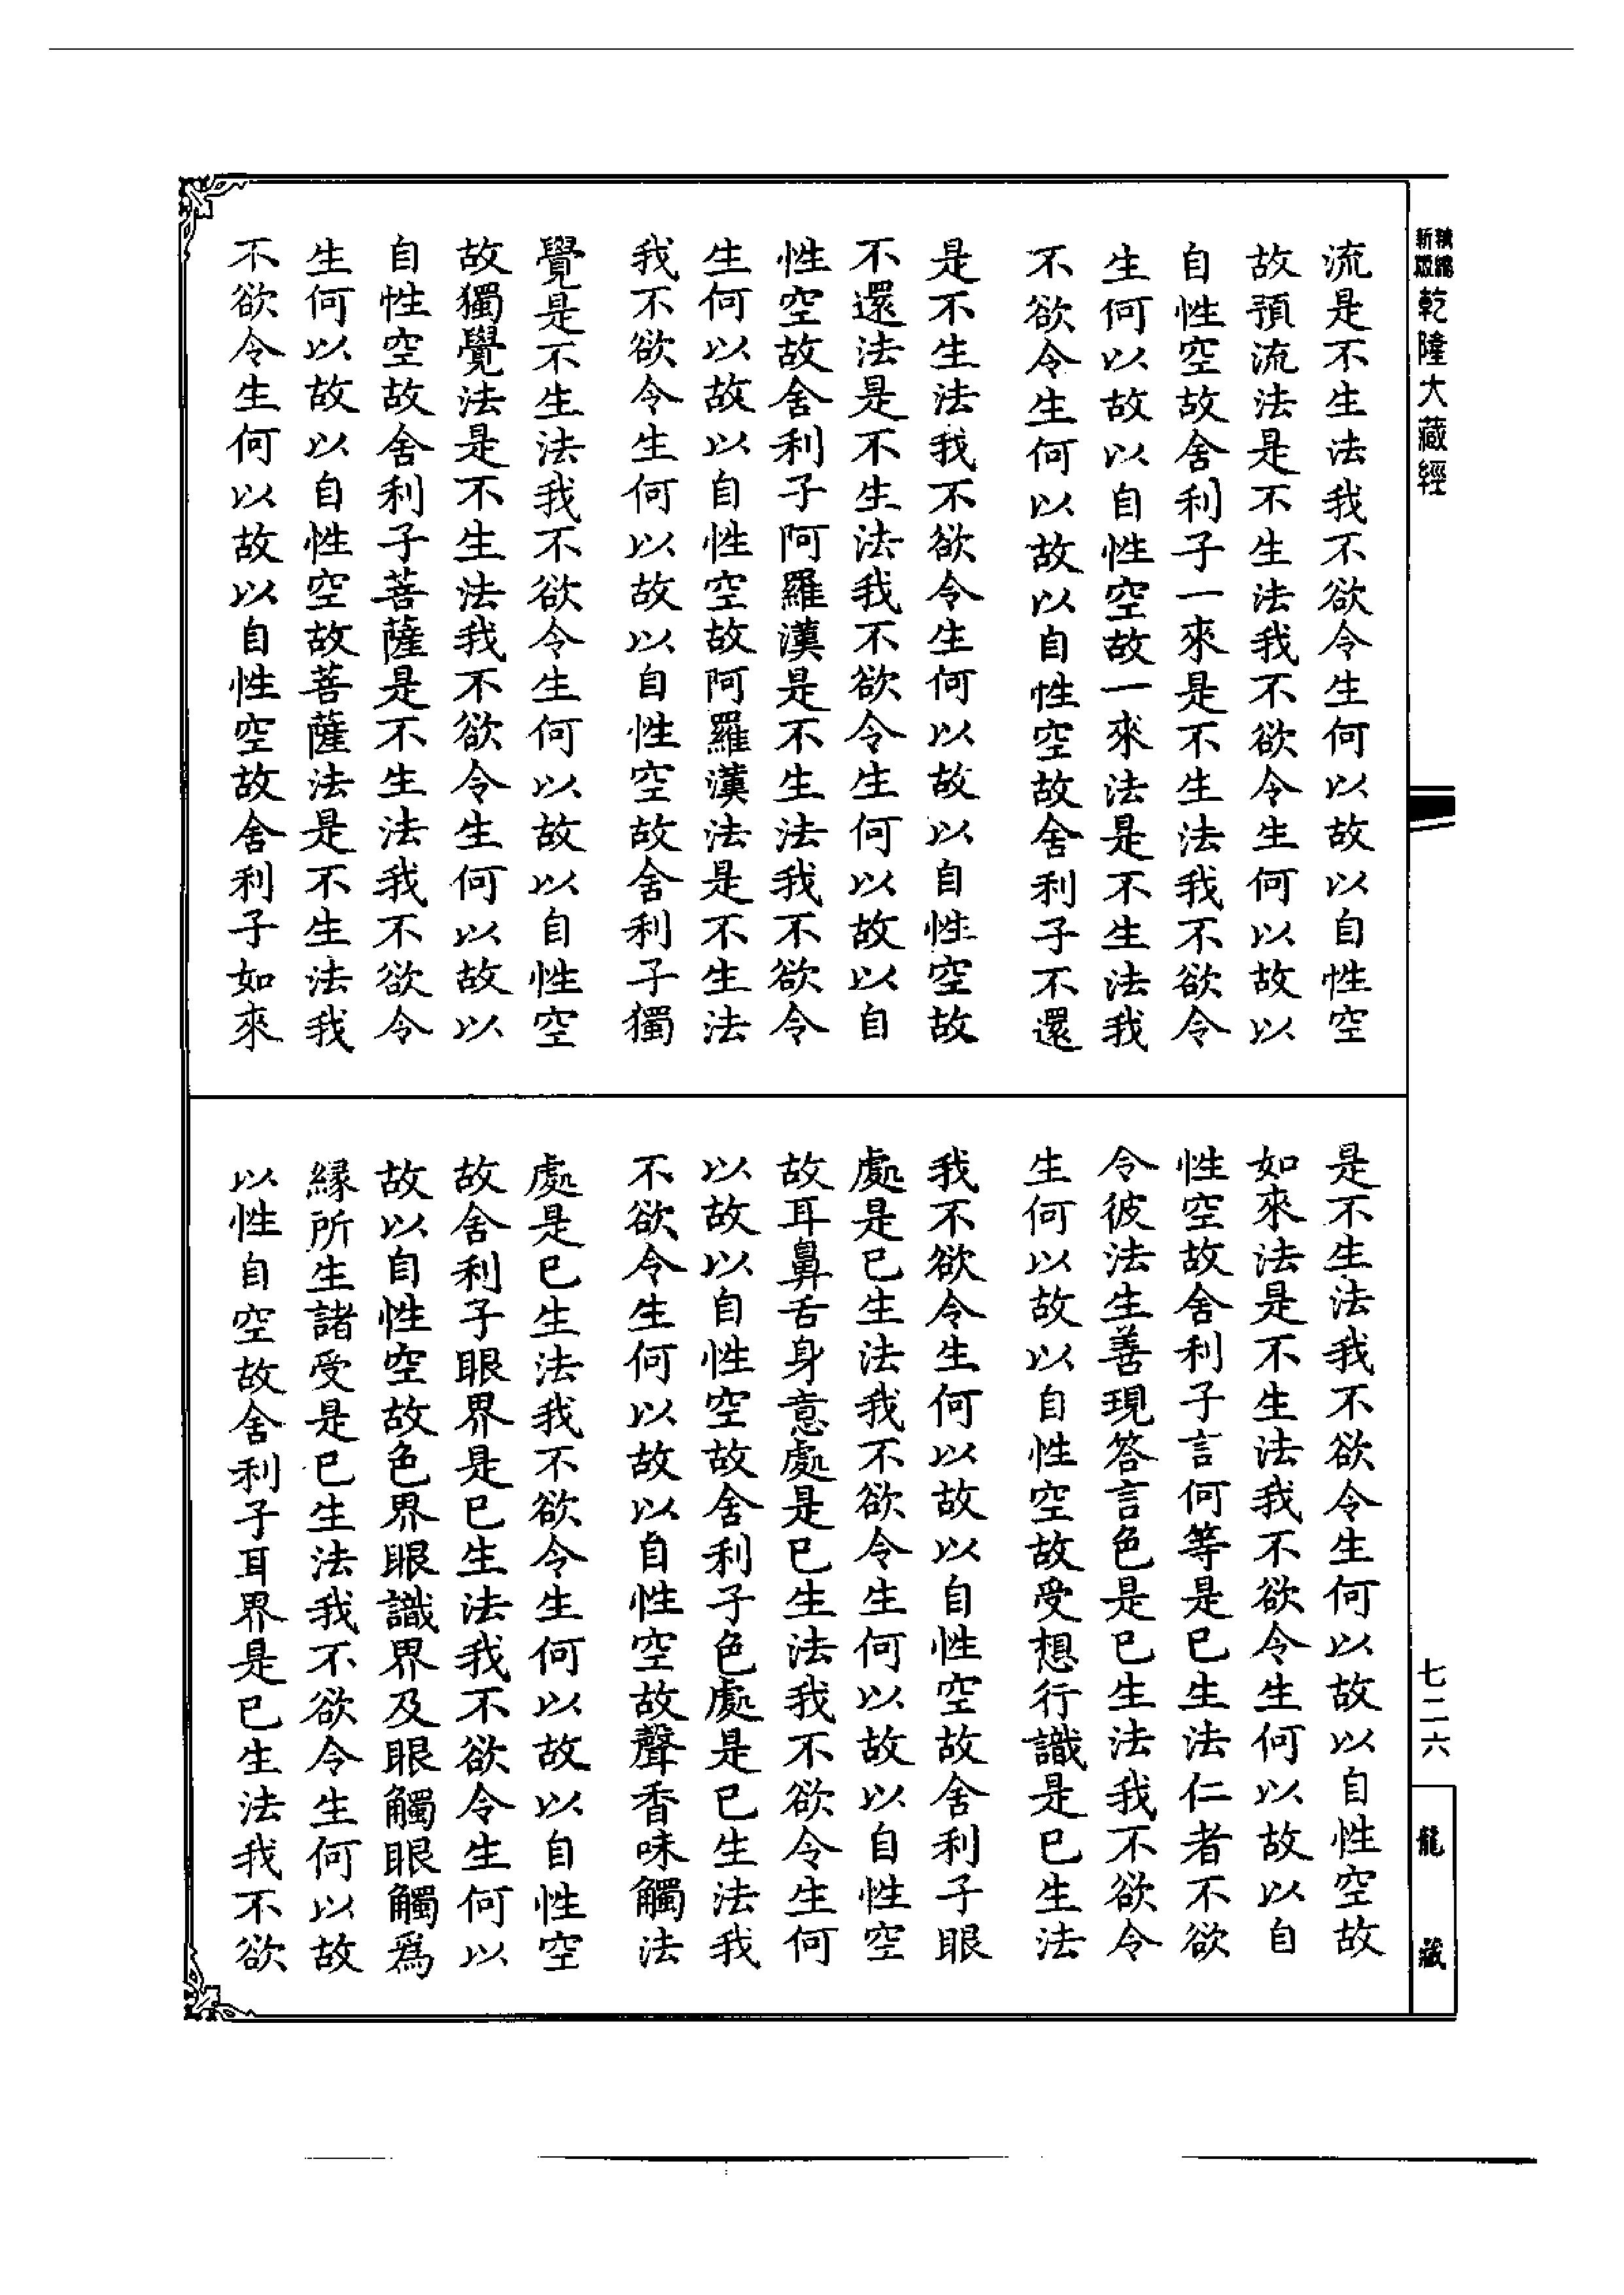 精編
新版
乾隆大藏經
流是不生法我不欲令生何以故以自性空
故預流法是不生法我不欲令生何以故以
自性空故舍利子一來是不生法我不欲令
生何以故以自性空故一來法是不生法我
不欲令生何以故以自性空故舍利子不還
是不生法我不欲令生何以故以自性空故
不還法是不生法我不欲令生何以故以自
性空故舍利子阿羅漢是不生法我不欲令
生何以故以自性空故阿羅漢法是不生法
我不欲令生何以故以自性空故舍利子獨
覺是不生法我不欲令生何以故以自性空
故獨覺法是不生法我不欲令生何以故以
自性空故舍利子菩薩是不生法我不欲令
生何以故以自性空故菩薩法是不生法我
不欲令生何以故以自性空故舍利子如來
是不生法我不欲令生何以故以自性空故
如來法是不生法我不欲令生何以故以自
性空故舍利子言何等是已生法仁者不欲
令彼法生善現答言色是已生法我不欲令
生何以故以自性空故受想行識是已生法
我不欲令生何以故以自性空故舍利子眼
處是已生法我不欲令生何以故以自性空
故耳鼻舌身意處是已生法我不欲令生何
以故以自性空故舍利子色處是已生法我
不欲令生何以故以自性空故聲香味觸法
處是已生法我不欲令生何以故以自性空
故舍利子眼界是已生法我不欲令生何以
故以自性空故色界眼識界及眼觸眼觸爲
緣所生諸受是已生法我不欲令生何以故
以性自空故舍利子耳界是已生法我不欲
七二六
龍藏